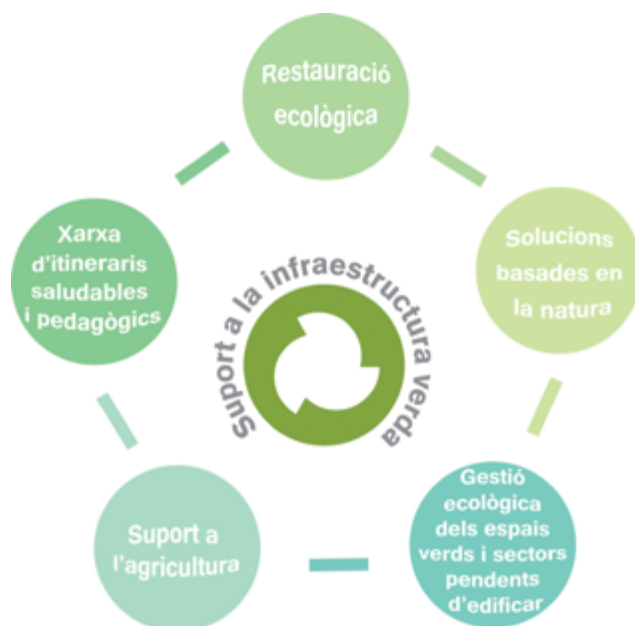 Restauració
ecològica
Xarxa
d'itineraris
saludables
i pedagògics
Solucions
basades en
la natura
Suport a la infraestructura verda
Suport a
l'agricultura
Gestió
ecològica
dels espais
verds i sectors
pendents
d'edificar